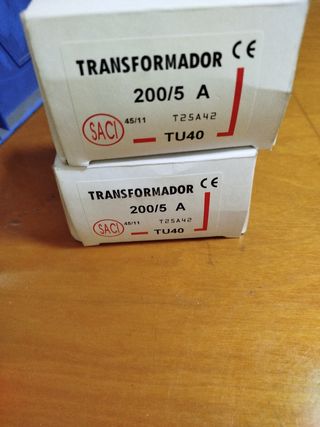 TRANSFORMADOR CE
200/5 A
SACI 45/11 T25A42
TU40
TRANSFORMADOR CE
200/5 A
SACI 45/11 T25A42
TU40